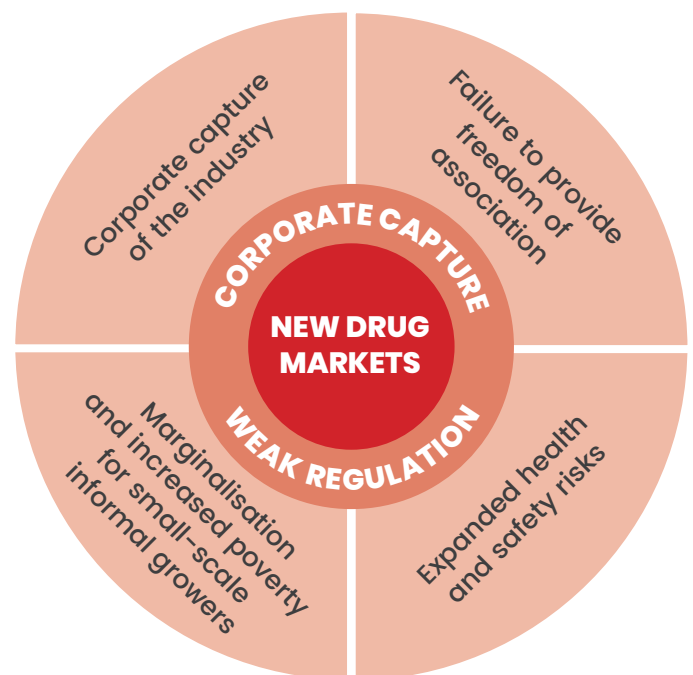 Corporate capture
of the industry
Failure to provide
freedom of
association
CORPORATE CAPTURE
NEW DRUG
MARKETS
WEAK REGULATION
Marginalisation
and increased poverty
for small-scale
informal growers
Expanded health
and safety risks